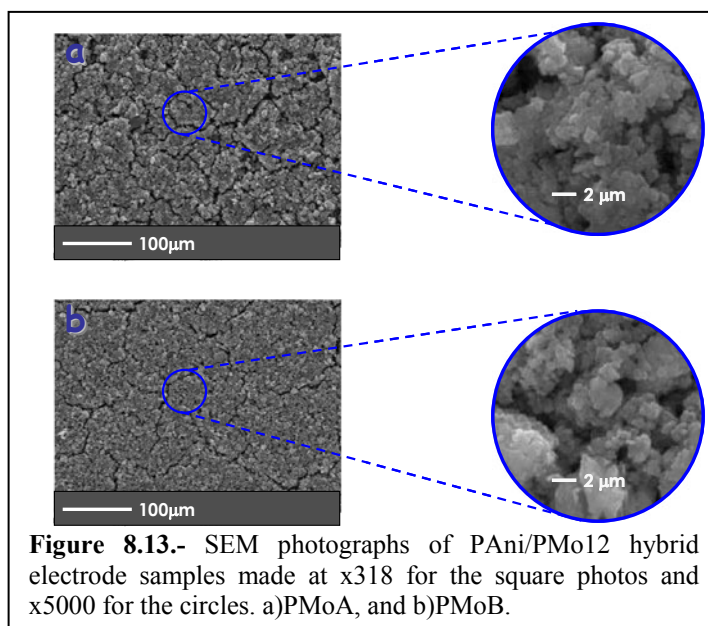 a
2 µm
100µm
b
2 µm
100µm
Figure 8.13.- SEM photographs of PAni/PMo12 hybrid
electrode samples made at x318 for the square photos and
x5000 for the circles. a)PMoA, and b)PMoB.